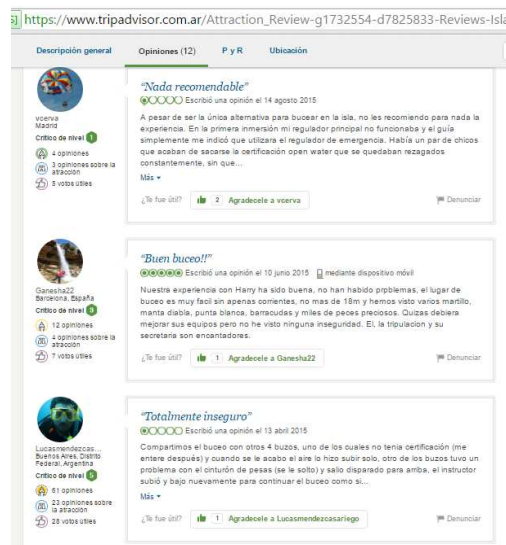 https://www.tripadvisor.com.ar/Attraction_Review-g1732554-d7825833-Reviews-Isla
Descripción general Opiniones (12) P y R Ubicación
vcerva
Madrid
Crítico de nivel 1
4 opiniones
3 opiniones sobre la
atracción
5 votos útiles
“Nada recomendable”
Escribió una opinión el 14 agosto 2015
A pesar de ser la única alternativa para bucear en la isla, no les recomiendo para nada la
experiencia. En la primera inmersión mi regulador principal no funcionaba y el guía
simplemente me indicó que utilizara el regulador de emergencia. Había un par de chicos
que acaban de sacarse la certificación open water que se quedaban rezagados
constantemente, sin que...
Más
¿Te fue útil? 2 Agradecele a vserva Denunciar
Ganesha22
Barcelona, España
Crítico de nivel 3
12 opiniones
4 opiniones sobre la
atracción
7 votos útiles
“Buen buceo!!”
Escribió una opinión el 10 junio 2015 mediante dispositivo móvil
Nuestra experiencia con Harry ha sido buena, no han habido prpblemas, el lugar de
buceo es muy facil sin apenas corrientes, no mas de 18m y hemos visto varios martillo,
manta diabla, punta blanca, barracudas y miles de peces preciosos. Quizas debiera
mejorar sus equipos pero no he visto ninguna inseguridad. El, la tripulacion y su
secretaria son encantadores.
¿Te fue útil? 1 Agradecele a Ganesha22 Denunciar
Lucasmendezcas...
Buenos Aires, Distrito
Federal, Argentina
Crítico de nivel 5
61 opiniones
23 opiniones sobre
la atracción
28 votos útiles
“Totalmente inseguro”
Escribió una opinión el 13 abril 2015
Compartimos el buceo con otros 4 buzos, uno de los cuales no tenia certificación (me
entere después) y cuando se le acabo el aire lo hizo subir solo, otro de los buzos tuvo un
problema con el cinturón de pesas (se le solto) y salio disparado para arriba, el instructor
subió y bajo nuevamente para continuar el buceo como si...
Más
¿Te fue útil? 1 Agradecele a Lucasmendezcasariego Denunciar